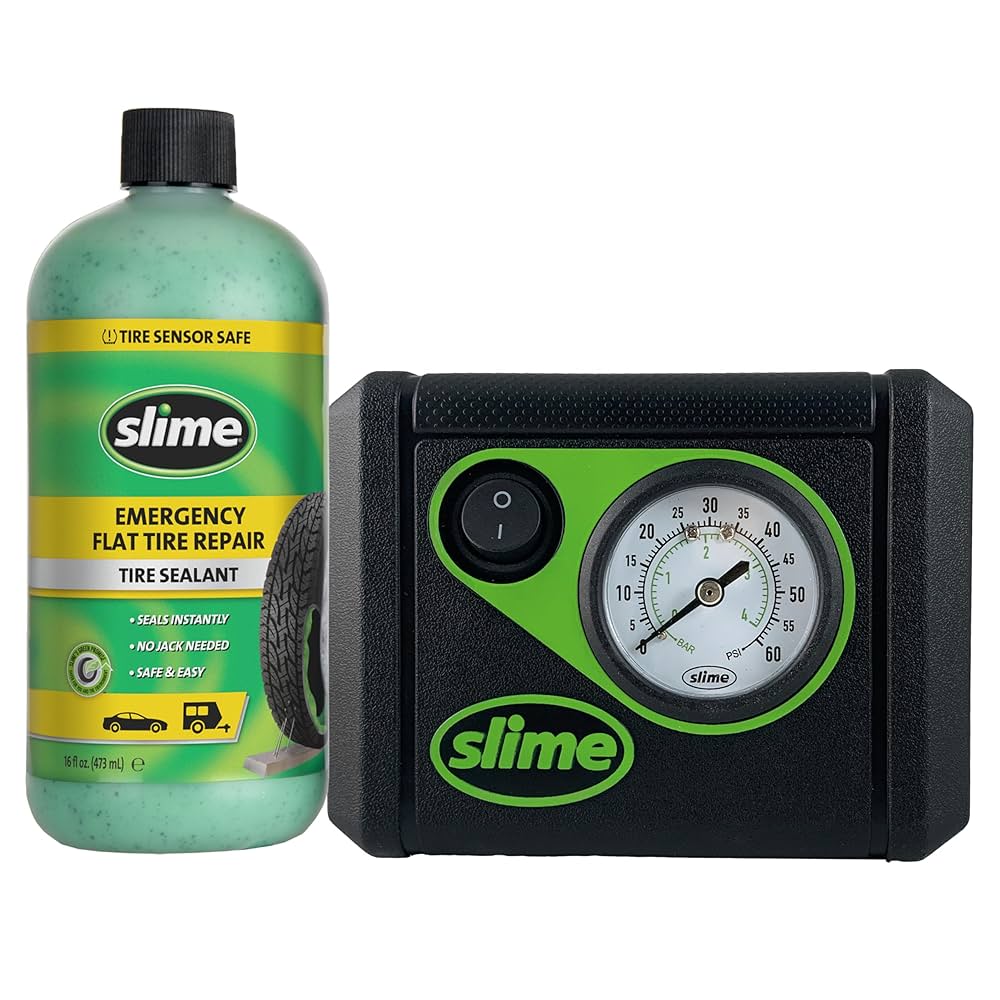 TIRE SENSOR SAFE
slime
EMERGENCY
FLAT TIRE REPAIR
TIRE SEALANT
• SEALS INSTANTLY
• NO JACK NEEDED
• SAFE & EASY
16 fl oz. (473 mL) e
O
I
0 5 10 15 20 25 30 35 40 45 50 55 60
0 1 2 3 4
BAR
PSI
slime
slime